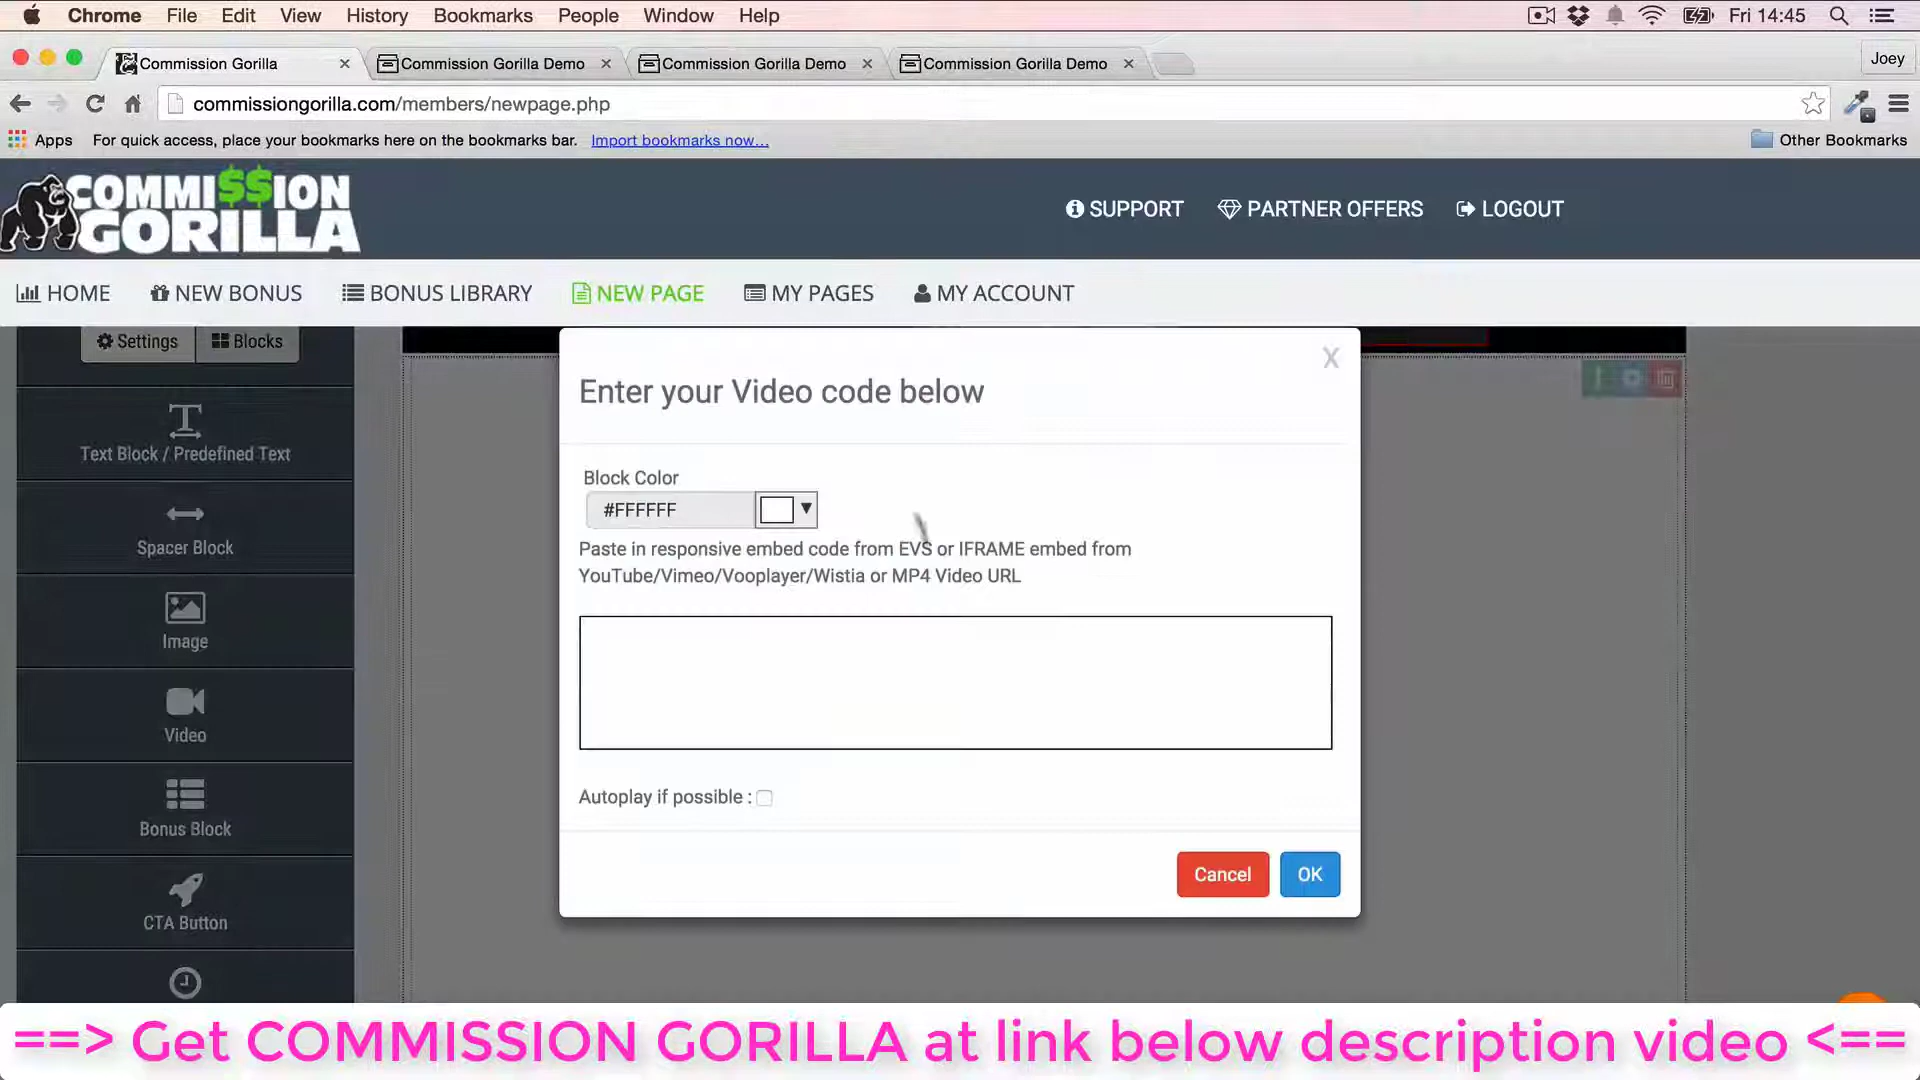 Chrome File Edit View History Bookmarks People Window Help Fri 14:45
Commission Gorilla Commission Gorilla Demo Commission Gorilla Demo Commission Gorilla Demo Joey
commissiongorilla.com/members/newpage.php
Apps For quick access, place your bookmarks here on the bookmarks bar. Import bookmarks now... Other Bookmarks
COMMI$$ION
GORILLA
SUPPORT PARTNER OFFERS LOGOUT
HOME NEW BONUS BONUS LIBRARY NEW PAGE MY PAGES MY ACCOUNT
Settings Blocks
X
Enter your Video code below
Text Block / Predefined Text
Block Color
#FFFFFF
Spacer Block
Paste in responsive embed code from EVS or IFRAME embed from
YouTube/Vimeo/Vooplayer/Wistia or MP4 Video URL
Image
Video
Autoplay if possible :
Bonus Block
Cancel OK
CTA Button
==> Get COMMISSION GORILLA at link below description video <==